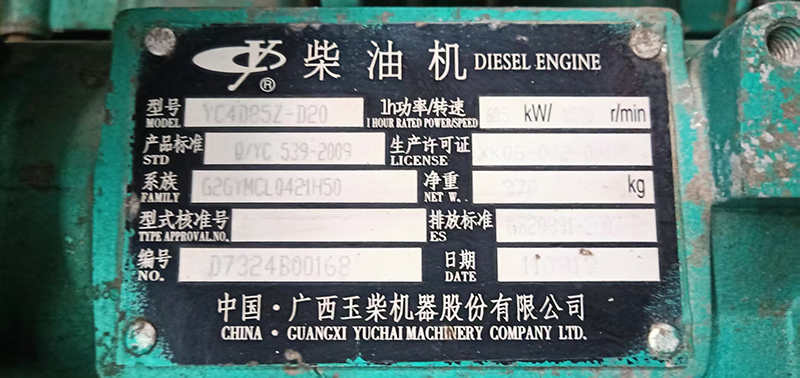 柴油机 DIESEL ENGINE
型号 YC4D85Z-D20 1h功率/转速 kW/ r/min
MODEL 1 HOUR RATED POWER/SPEED
产品标准 Q/YC 539-2009 生产许可证
STD LICENSE
系族 G2GYMCL0424H50 净重 kg
FAMILY NET W..
型式核准号 排放标准
TYPE APPROVAL.NO. ES
编号 D7324B00168 日期
NO. DATE
中国·广西玉柴机器股份有限公司
CHINA · GUANGXI YUCHAI MACHINERY COMPANY LTD.